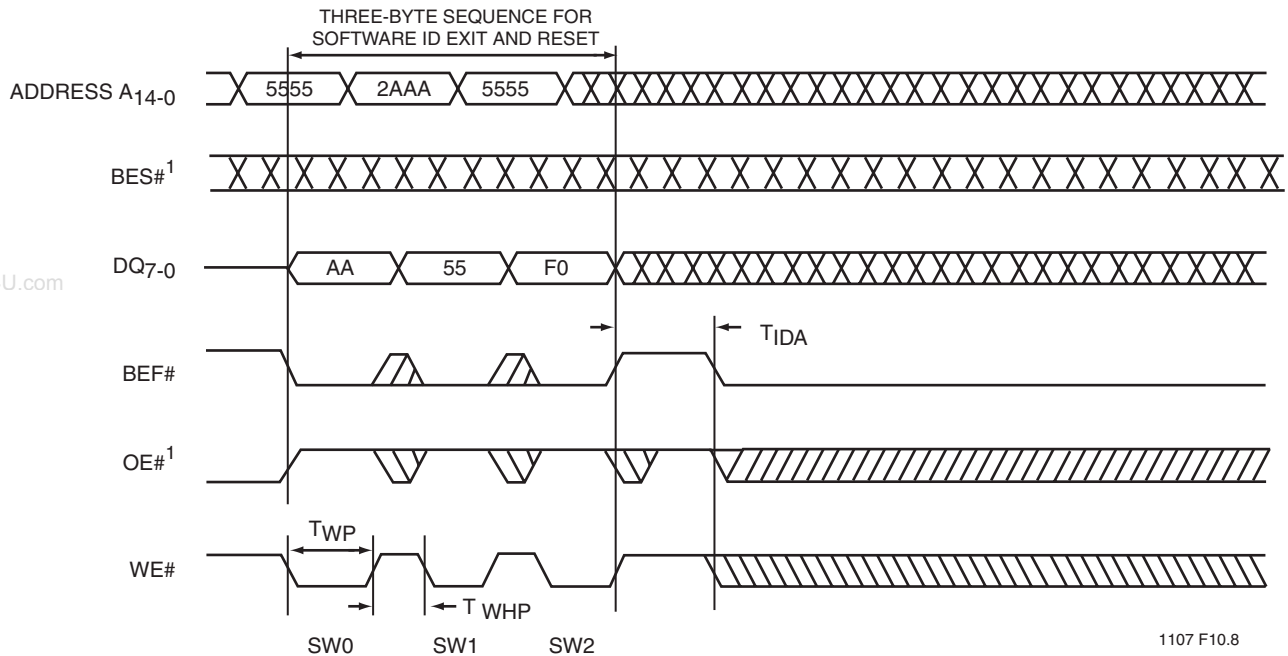 THREE-BYTE SEQUENCE FOR
SOFTWARE ID EXIT AND RESET
ADDRESS A14-0
5555
2AAA
5555
BES#1
U.com
DQ7-0
AA
55
F0
TIDA
BEF#
OE#1
TWP
WE#
T WHP
SW0
SW1
SW2
1107 F10.8